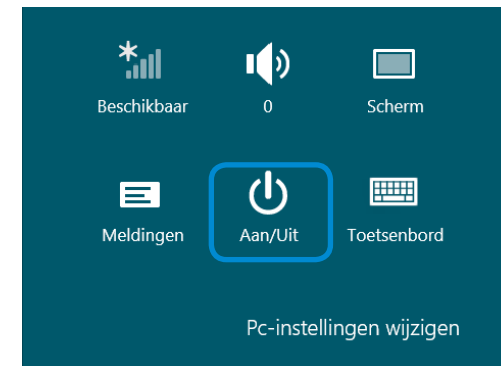 Beschikbaar 0 Scherm
Meldingen Aan/Uit Toetsenbord
Pc-instellingen wijzigen